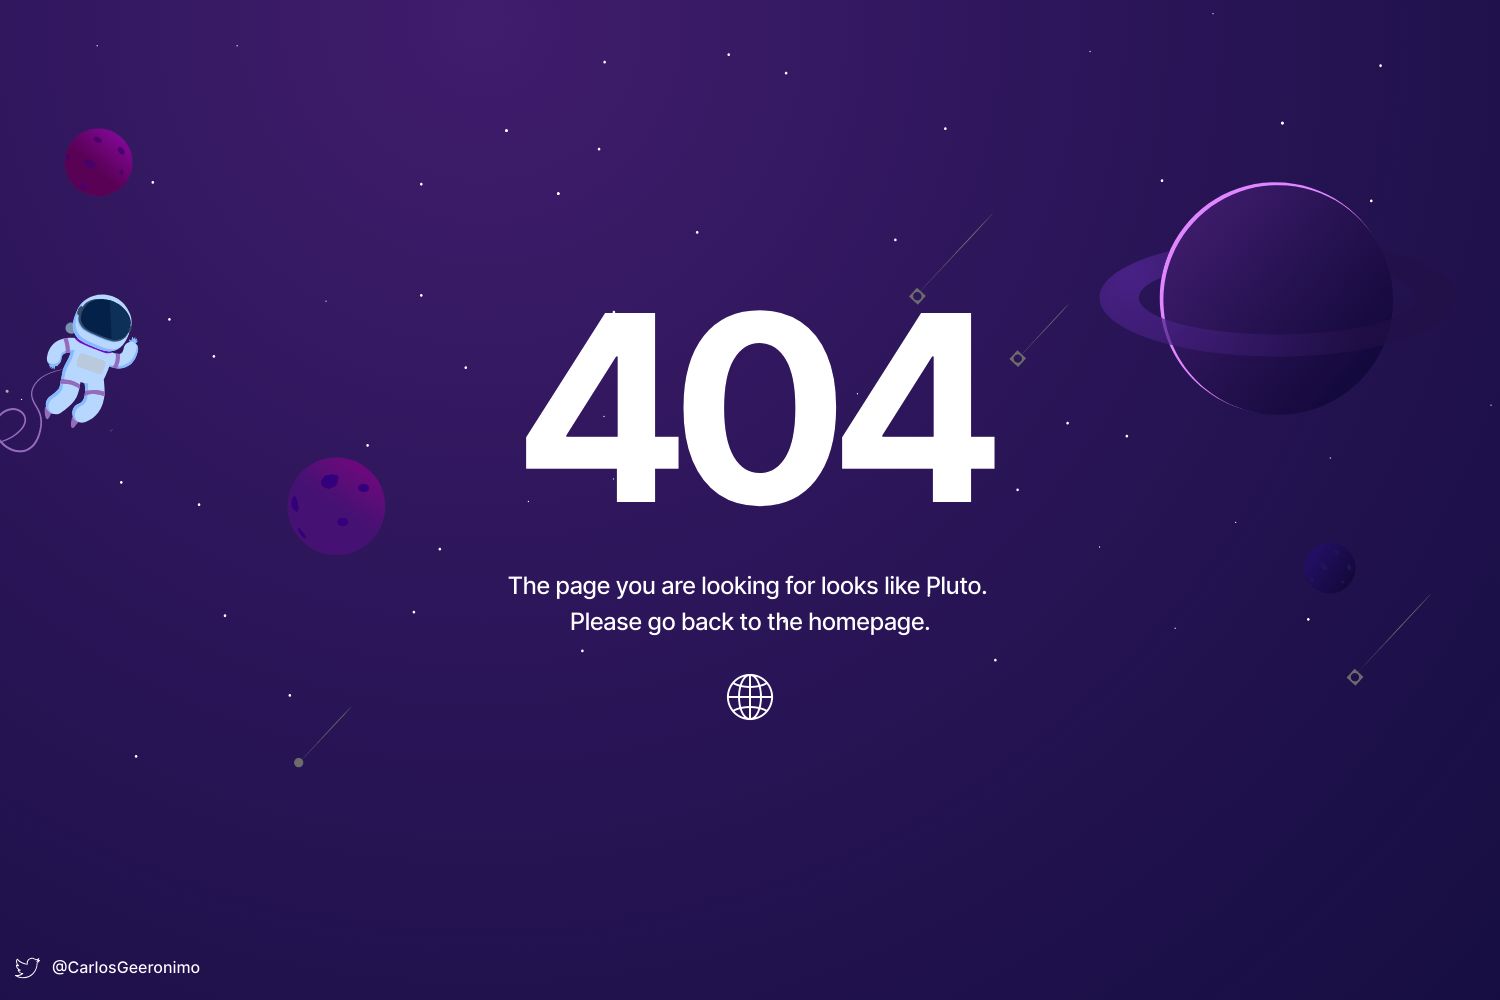 404
The page you are looking for looks like Pluto.
Please go back to the homepage.
@CarlosGeeronimo